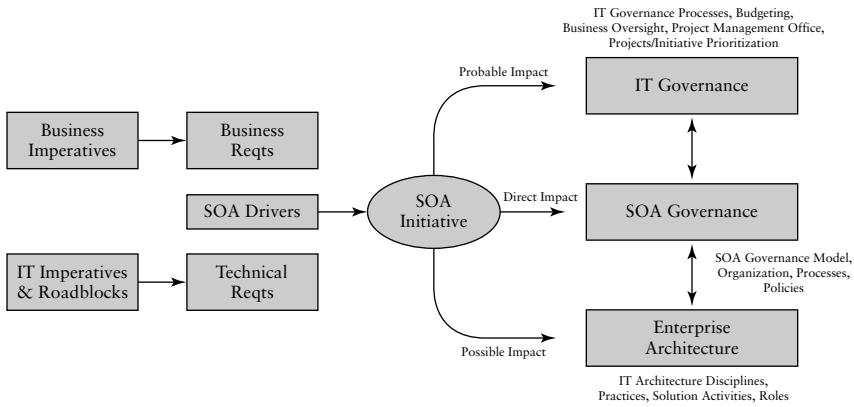 IT Governance Processes, Budgeting,
Business Oversight, Project Management Office,
Projects/Initiative Prioritization
Probable Impact
IT Governance
Business
Imperatives
Business
Reqts
SOA Drivers
SOA
Initiative
Direct Impact
SOA Governance
IT Imperatives
& Roadblocks
Technical
Reqts
SOA Governance Model,
Organization, Processes,
Policies
Possible Impact
Enterprise
Architecture
IT Architecture Disciplines,
Practices, Solution Activities, Roles